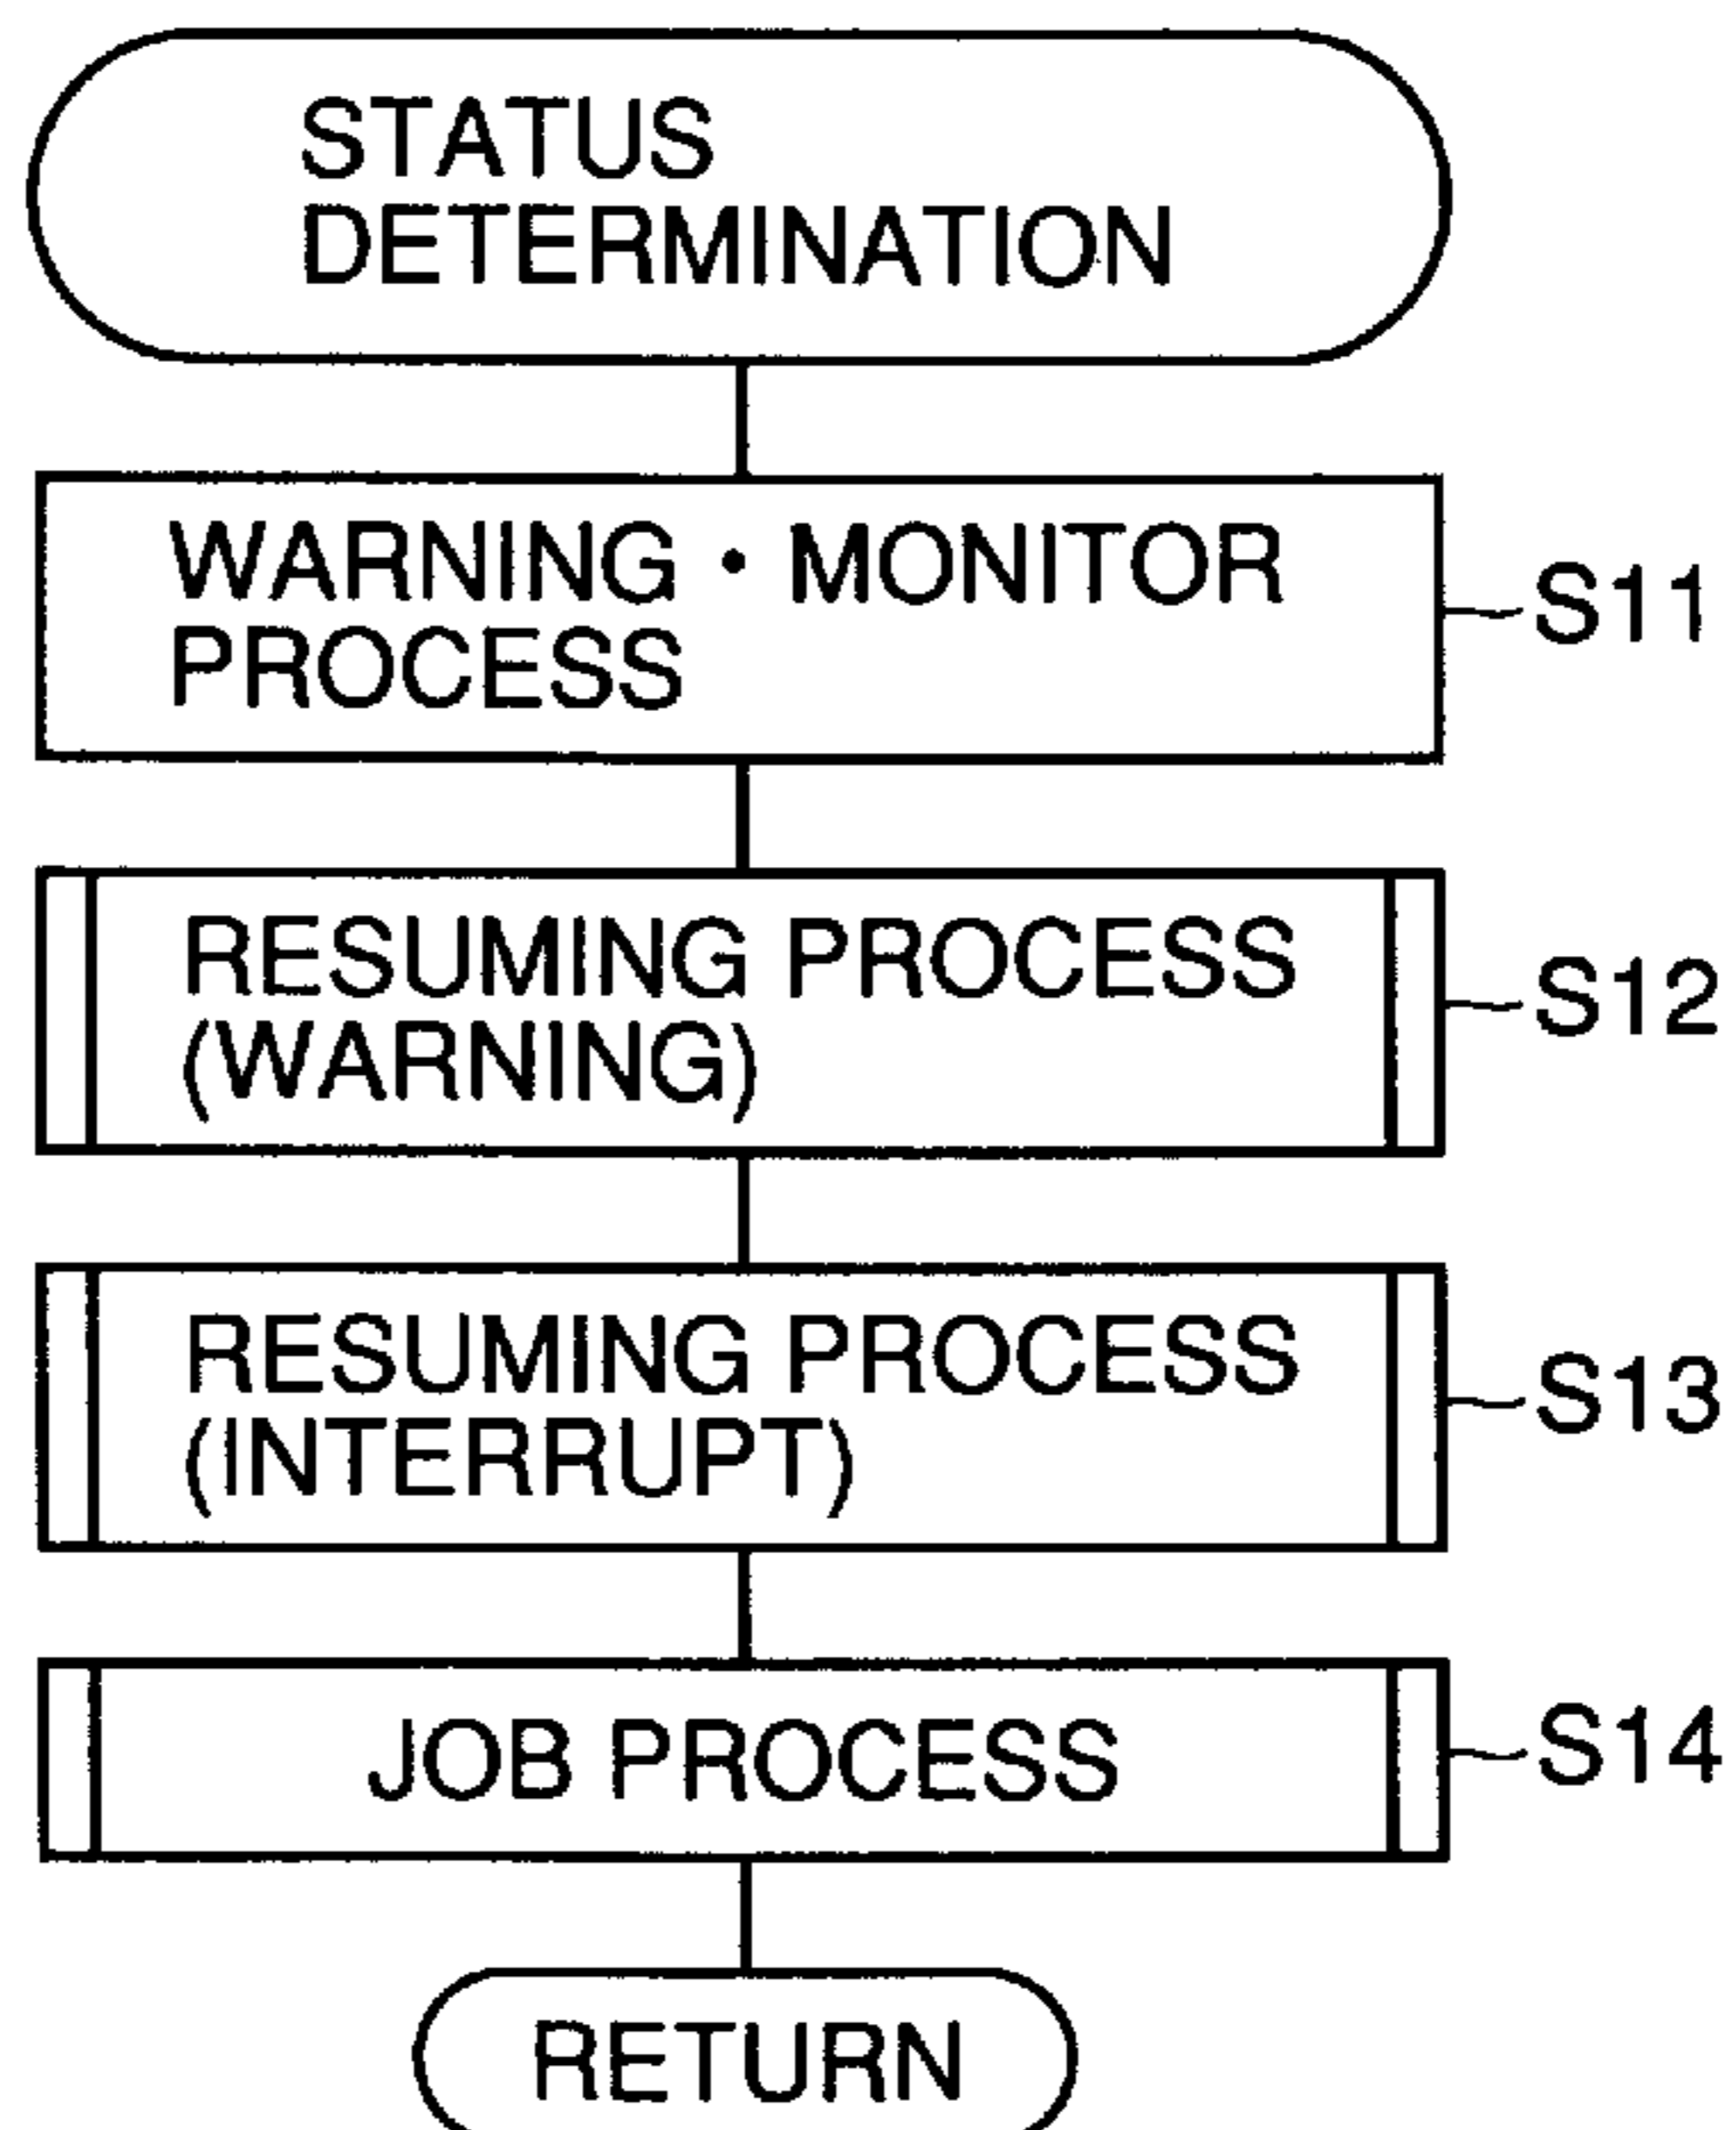 STATUS
DETERMINATION
WARNING・MONITOR
PROCESS
S11
RESUMING PROCESS
(WARNING)
S12
RESUMING PROCESS
(INTERRUPT)
S13
JOB PROCESS
S14
RETURN